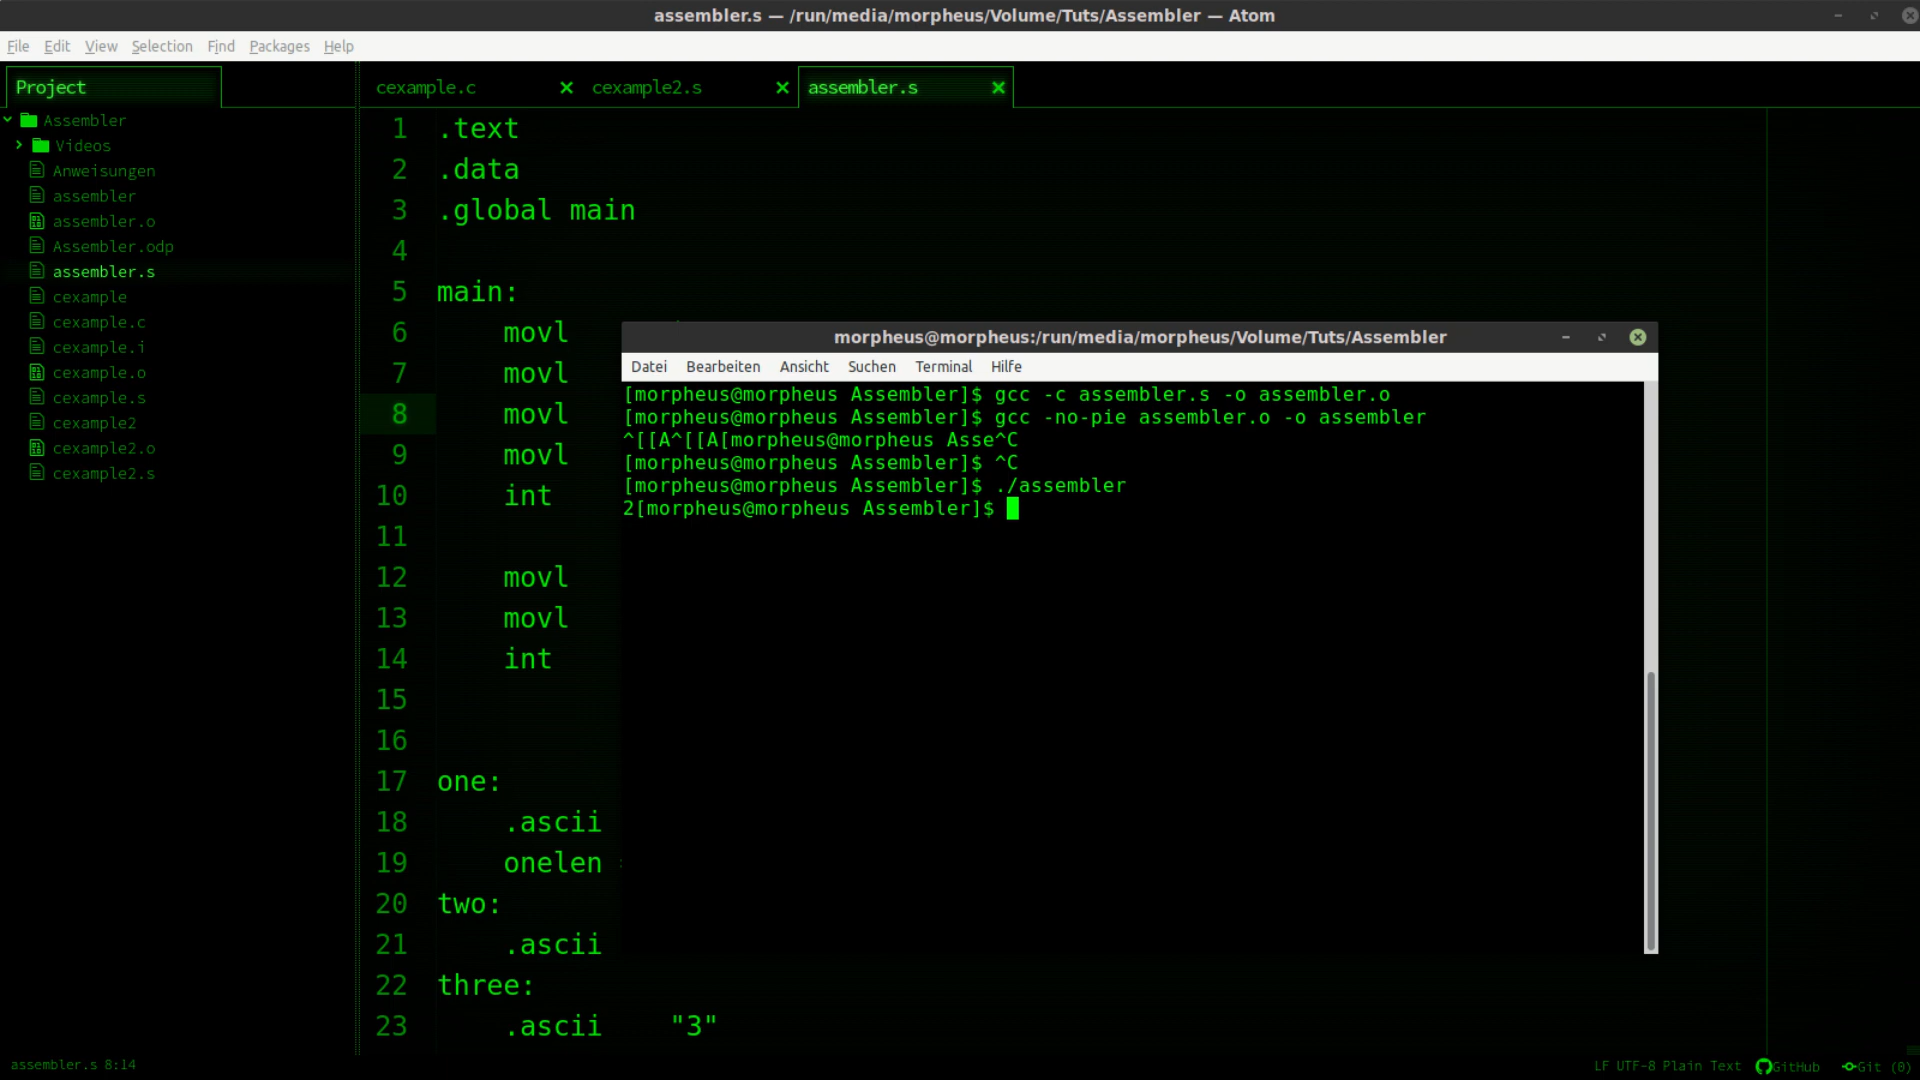 assembler.s — /run/media/morpheus/Volume/Tuts/Assembler — Atom
File Edit View Selection Find Packages Help
Project
Assembler
Videos
Anweisungen
assembler
assembler.o
Assembler.odp
assembler.s
cexample
cexample.c
cexample.i
cexample.o
cexample.s
cexample2
cexample2.o
cexample2.s
cexample.c cexample2.s assembler.s
1 .text
2 .data
3 .global main
4
5 main:
6 movl
7 movl
8 movl
9 movl
10 int
11
12 movl
13 movl
14 int
15
16
17 one:
18 .ascii
19 onelen
20 two:
21 .ascii
22 three:
23 .ascii "3"
morpheus@morpheus:/run/media/morpheus/Volume/Tuts/Assembler
Datei Bearbeiten Ansicht Suchen Terminal Hilfe
[morpheus@morpheus Assembler]$ gcc -c assembler.s -o assembler.o
[morpheus@morpheus Assembler]$ gcc -no-pie assembler.o -o assembler
^[[A^[[A[morpheus@morpheus Asse^C
[morpheus@morpheus Assembler]$ ^C
[morpheus@morpheus Assembler]$ ./assembler
2[morpheus@morpheus Assembler]$
assembler.s 8:14
LF UTF-8 Plain Text GitHub Git (0)